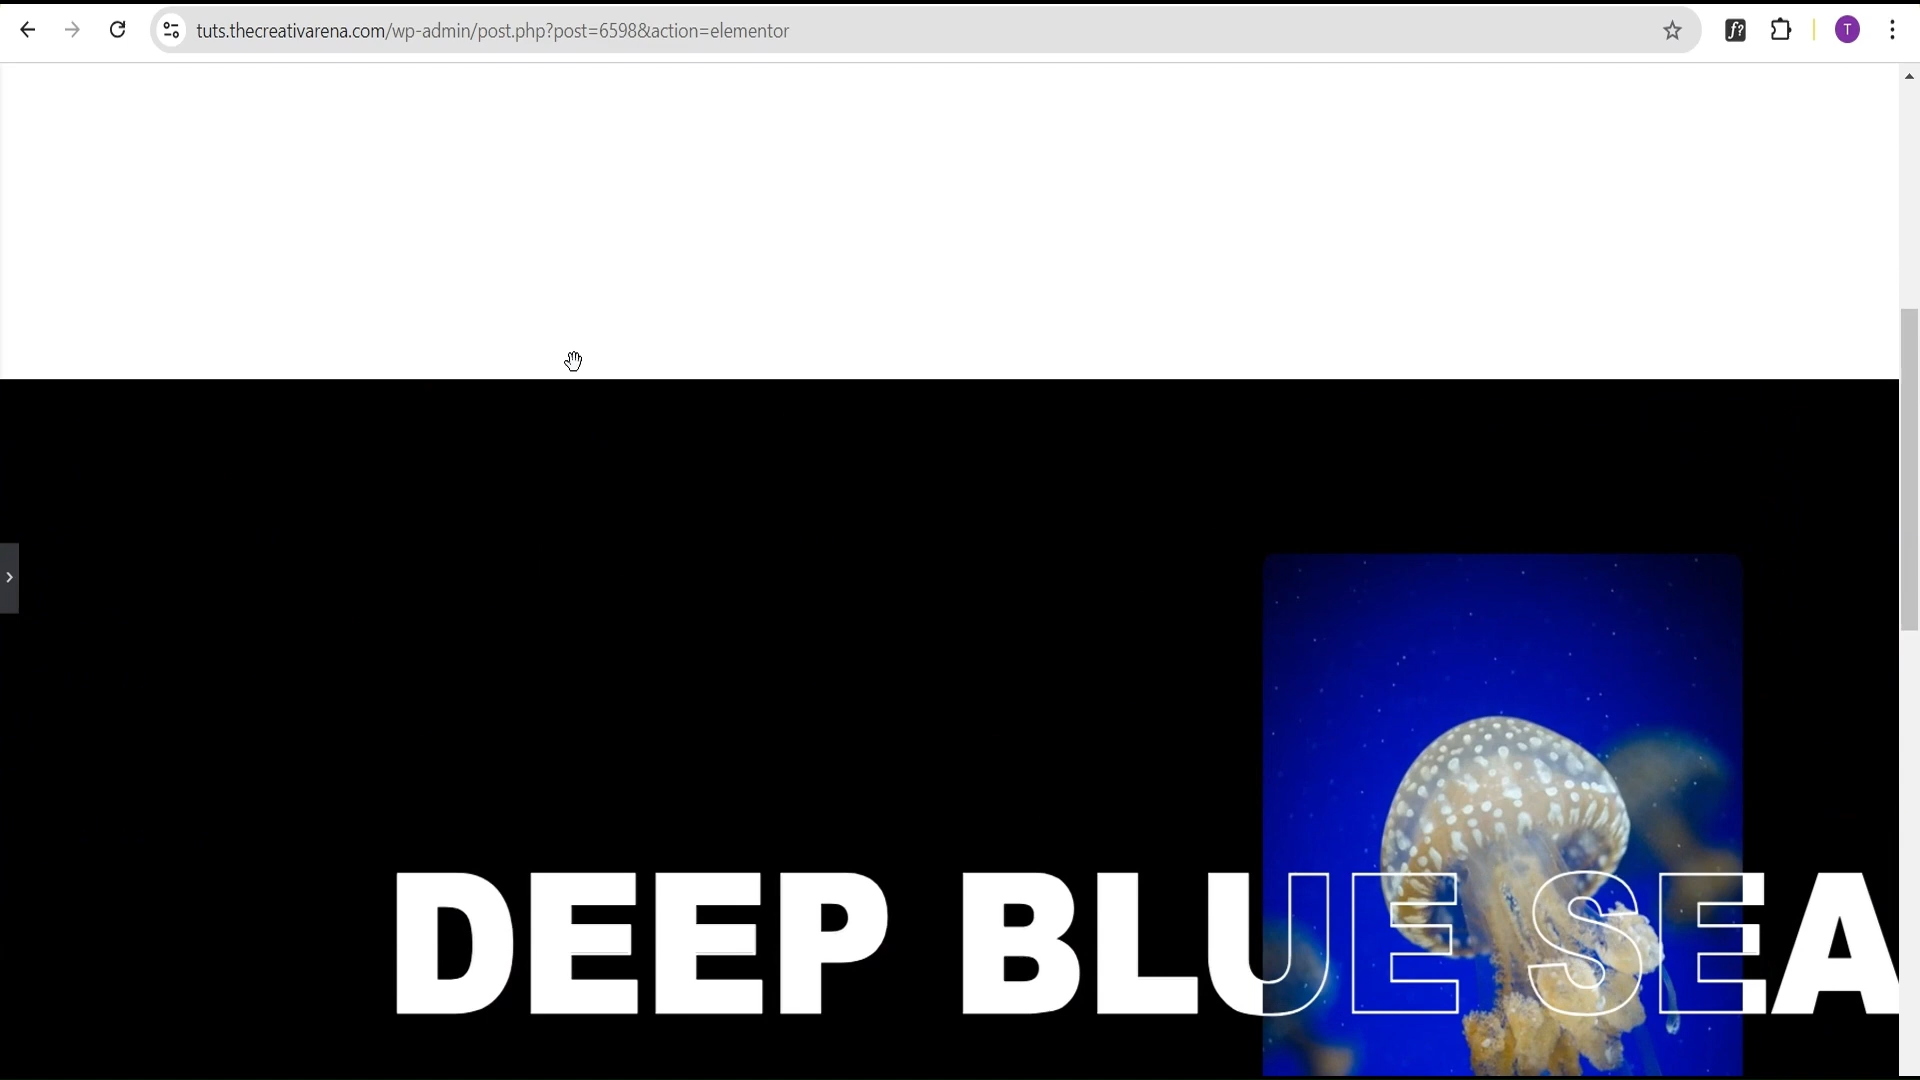 tuts.thecreativarena.com/wp-admin/post.php?post=6598&action=elementor
f?
T
DEEP BLUE SEA